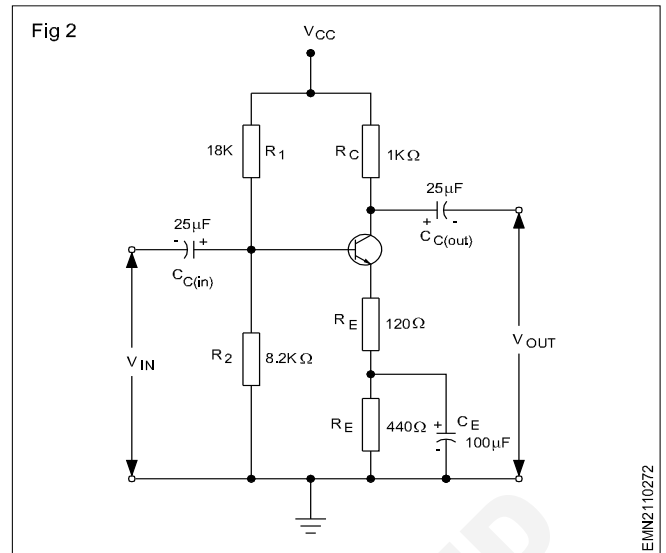 Fig 2
VCC
18K R1
RC 1KΩ
25μF
CC(out)
25μF
CC(in)
RE 120Ω
VIN
R2 8.2KΩ
VOUT
RE 440Ω
CE
100μF
EMN2110272